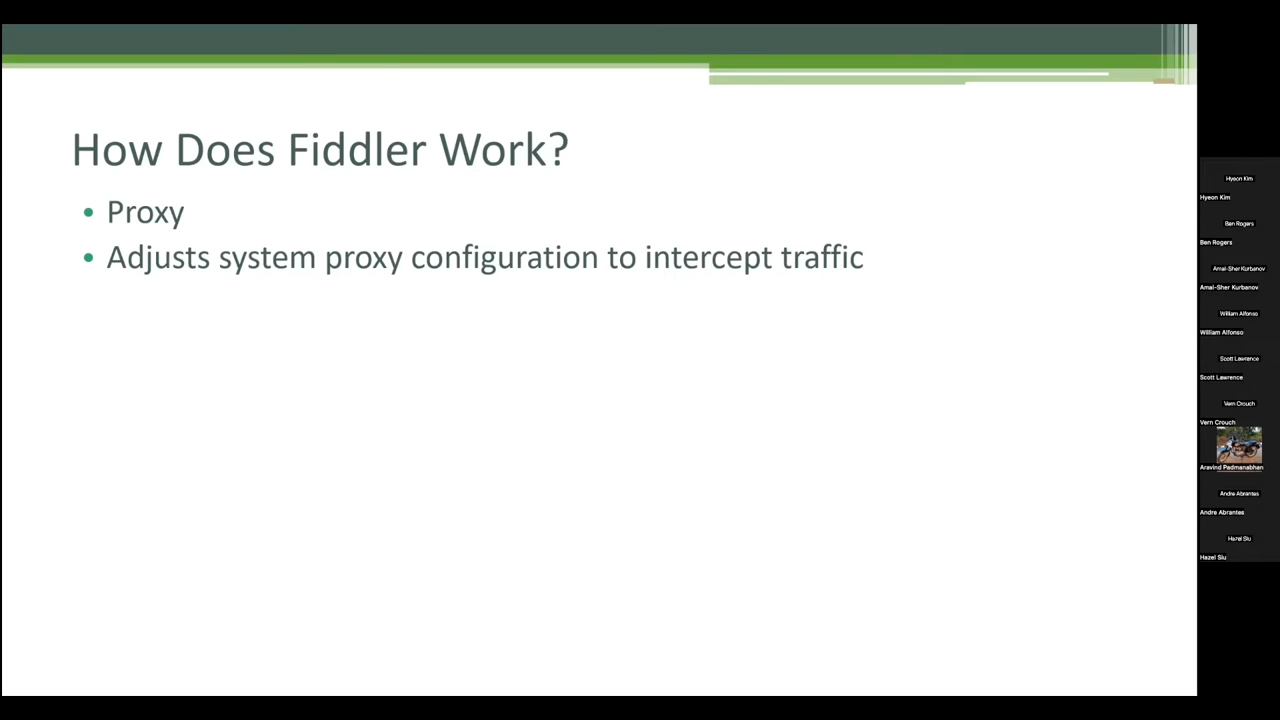 How Does Fiddler Work?
• Proxy
• Adjusts system proxy configuration to intercept traffic
Hyeon Kim
Hyeon Kim
Ben Rogers
Ben Rogers
Amal-Sher Kurbanov
Amal-Sher Kurbanov
William Alfonso
William Alfonso
Scott Lawrence
Scott Lawrence
Vern Crouch
Vern Crouch
Aravind Padmanabhan
Andre Abrantes
Andre Abrantes
Hazel Siu
Hazel Siu